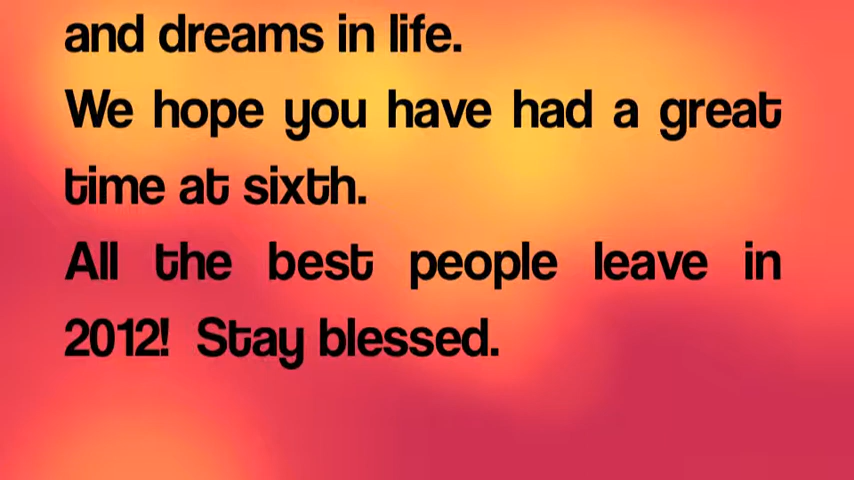 and dreams in life.
We hope you have had a great
time at sixth.
All the best people leave in
2012! Stay blessed.